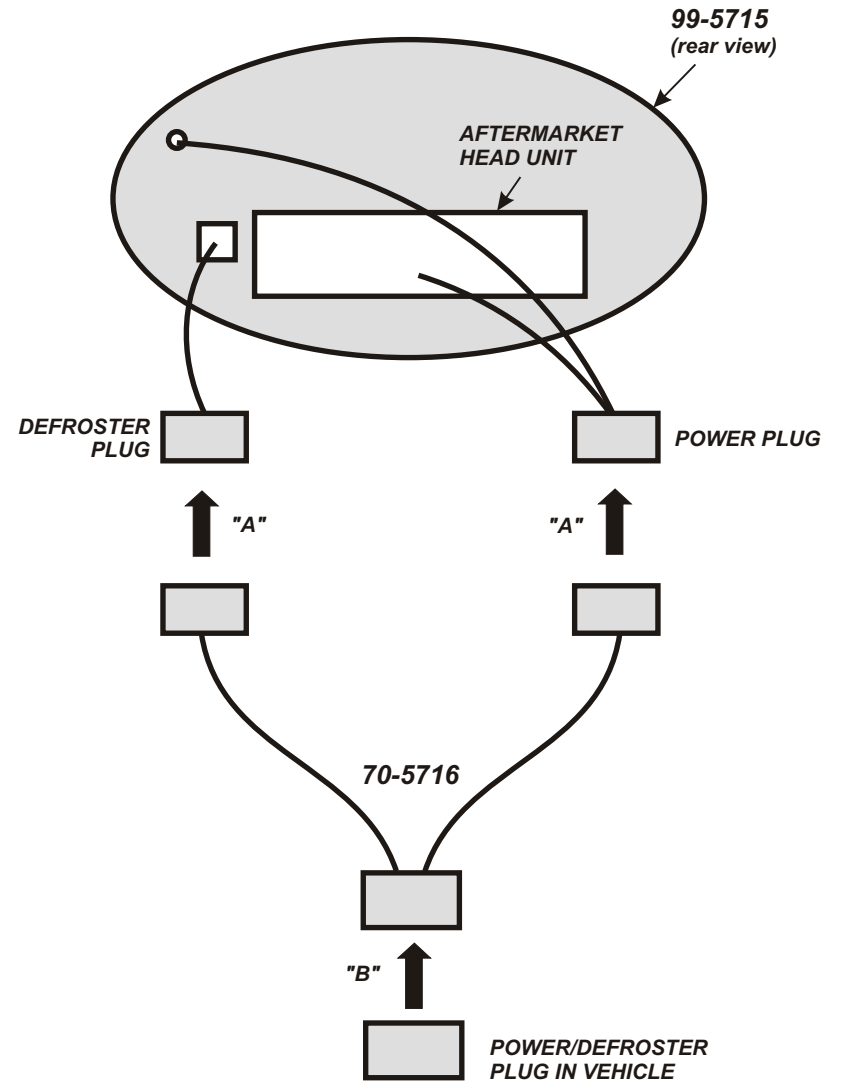 99-5715
(rear view)
AFTERMARKET
HEAD UNIT
DEFROSTER
PLUG
POWER PLUG
"A"
"A"
70-5716
"B"
POWER/DEFROSTER
PLUG IN VEHICLE